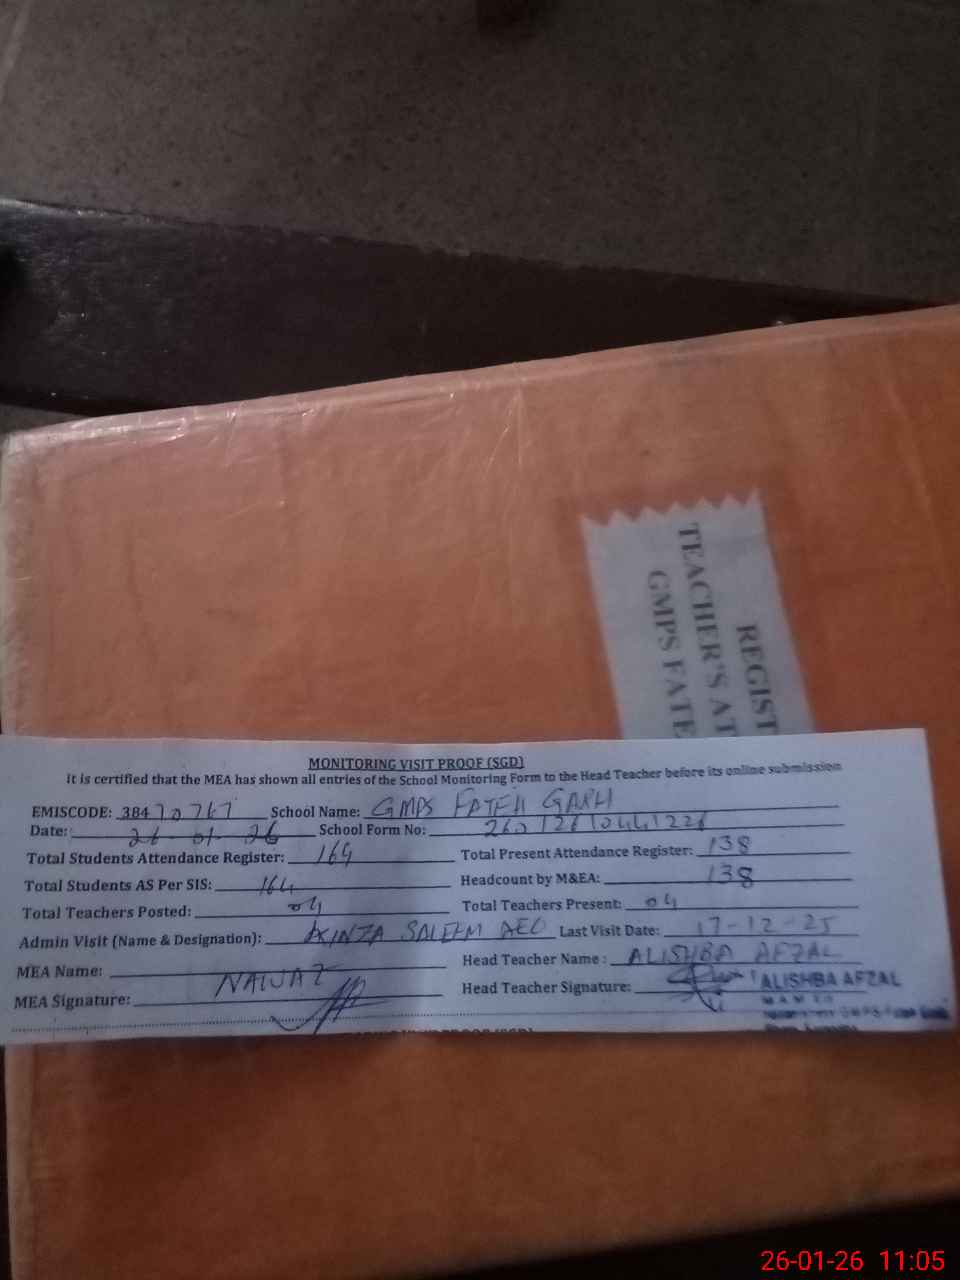 REGIST
TEACHER'S AT
GMPS FATE
MONITORING VISIT PROOF (SGD)
It is certified that the MEA has shown all entries of the School Monitoring Form to the Head Teacher before its online submission
EMISCODE: 38470767 School Name: GMPS FATEH GARH
Date: 26-01-26 School Form No:
Total Students Attendance Register: 164 Total Present Attendance Register: 138
Total Students AS Per SIS: 164 Headcount by M&EA: 138
Total Teachers Posted: 04 Total Teachers Present: 04
Admin Visit (Name & Designation): KINZA SALEEM AEO Last Visit Date: 17-12-25
MEA Name: NAWAZ Head Teacher Name: ALISHBA AFZAL
MEA Signature: Head Teacher Signature: ALISHBA AFZAL
26-01-26 11:05